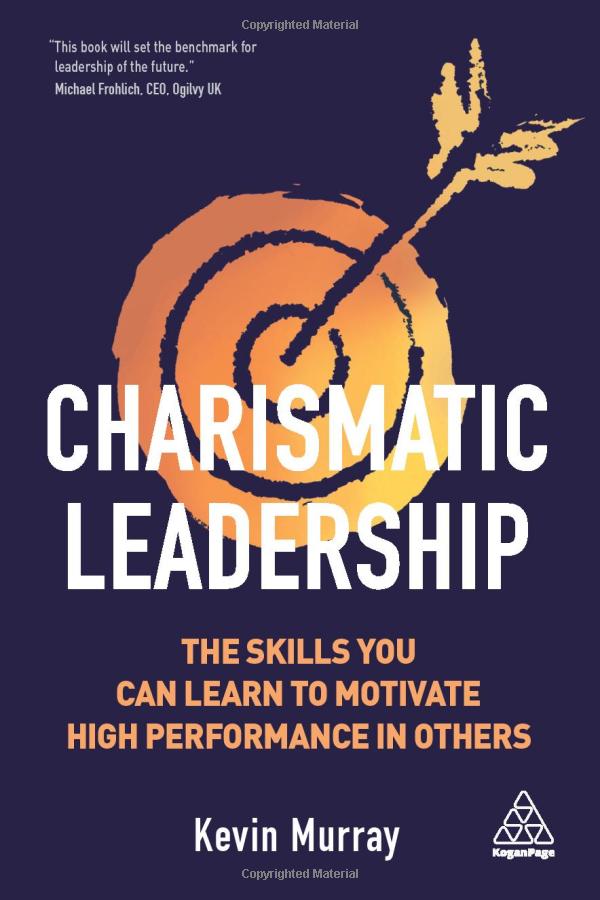 Copyrighted Material
"This book will set the benchmark for
leadership of the future."
Michael Frohlich, CEO, Ogilvy UK
CHARISMATIC
LEADERSHIP
THE SKILLS YOU
CAN LEARN TO MOTIVATE
HIGH PERFORMANCE IN OTHERS
Kevin Murray
KoganPage
Copyrighted Material